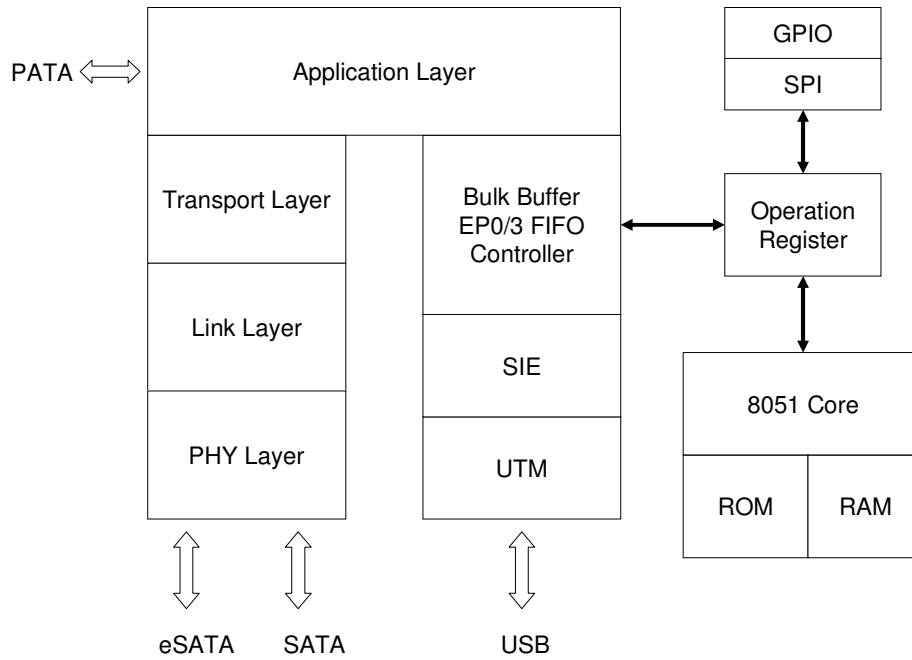 PATA
Application Layer
Transport Layer
Link Layer
PHY Layer
eSATA
SATA
Bulk Buffer
EP0/3 FIFO
Controller
SIE
UTM
USB
GPIO
SPI
Operation
Register
8051 Core
ROM
RAM